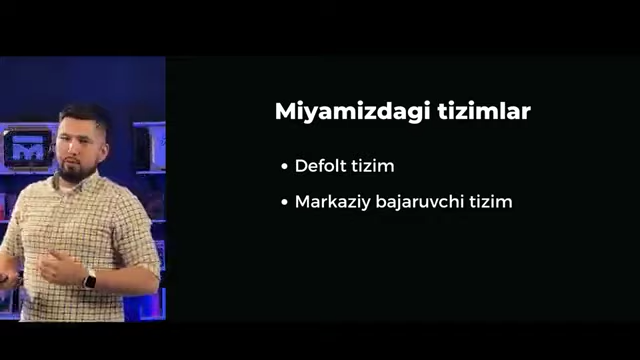 Miyamizdagi tizimlar
• Defolt tizim
• Markaziy bajaruvchi tizim